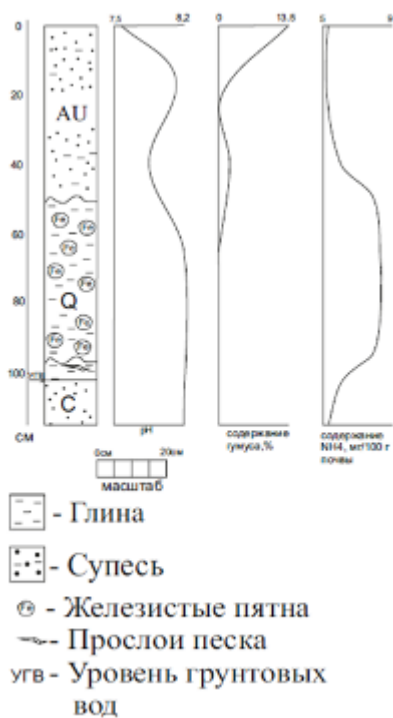 7,5 8,2 0 13,8 5 9
0
20
AU
40
Fe
Fe
Fe
60
Fe
Fe
Q
80
Fe
Fe
Fe
100
C
см
pH
содержание гумуса,%
содержание NH4, мг/100 г почвы
0см 20см
масштаб
- Глина
- Супесь
Fe - Железистые пятна
- Прослои песка
УГВ - Уровень грунтовых
вод